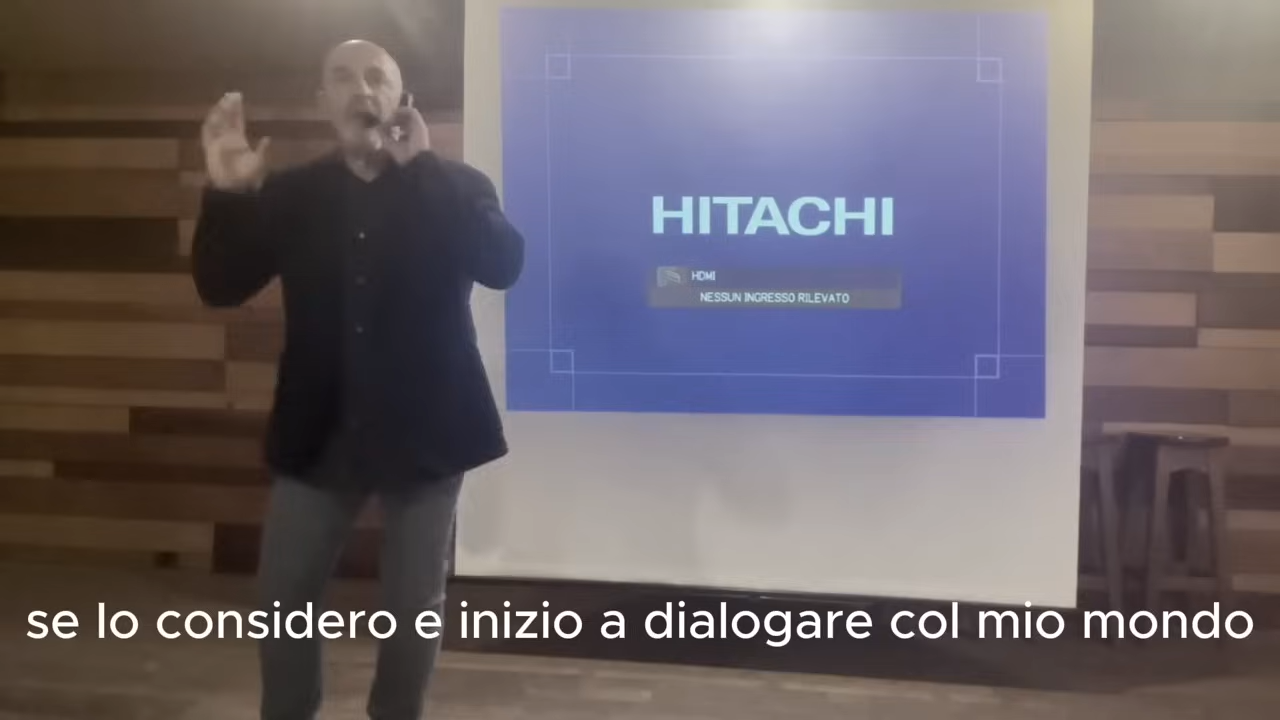 HITACHI
HDMI
NESSUN INGRESSO RILEVATO
se lo considero e inizio a dialogare col mio mondo